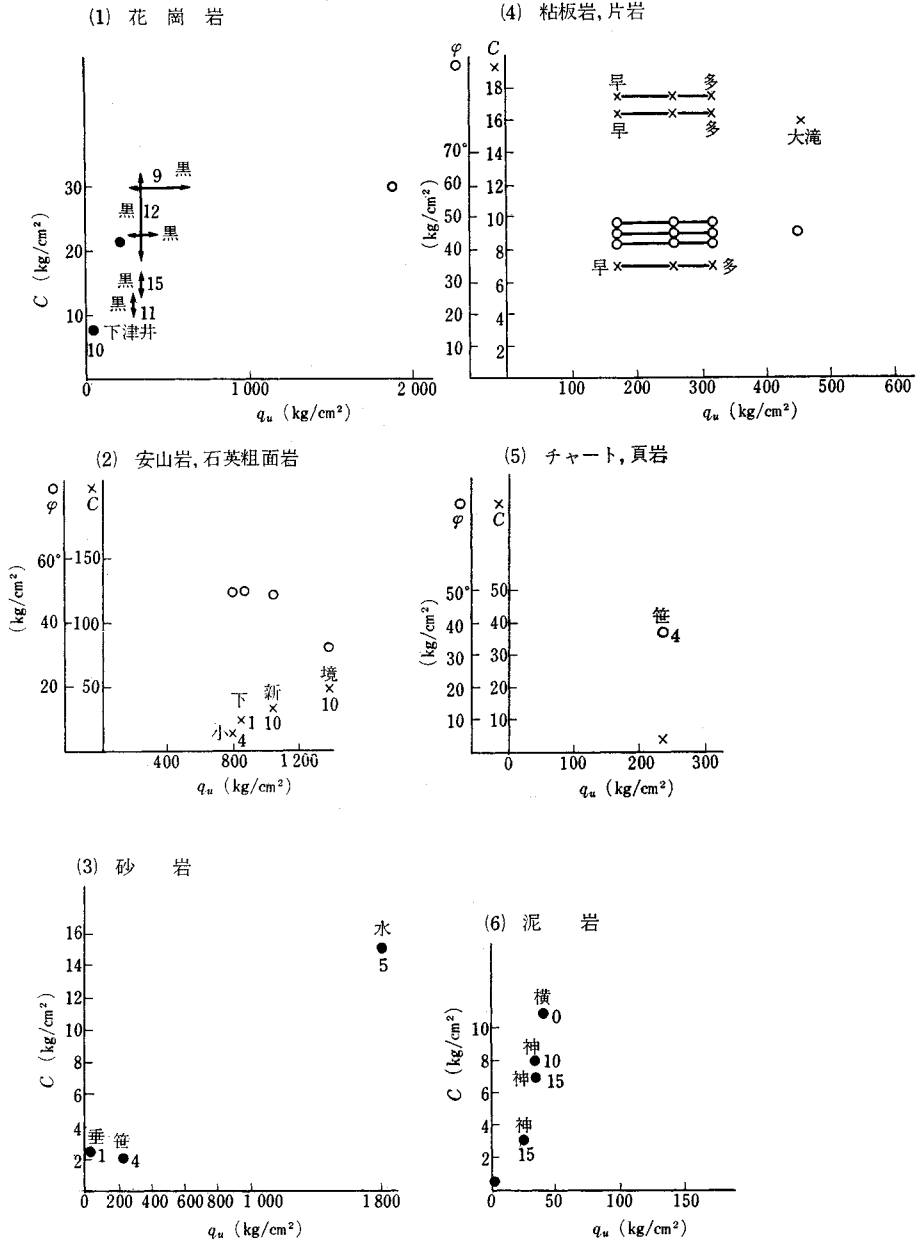 (1) 花崗岩
C (kg/cm²)
30
20
10
0
1 000
2 000
qu (kg/cm²)
9 黒
黒 12
黒
黒 15
黒 11
下津井
10
(4) 粘板岩, 片岩
φ C
○ ×
(kg/cm²)
70°
60
50
40
30
20
10
18
16
14
12
10
8
6
4
2
100 200 300 400 500 600
qu (kg/cm²)
早 多
早 多
大滝
早 多
(2) 安山岩, 石英粗面岩
○ ×
φ C
(kg/cm²)
60°
40
20
150
100
50
400 800 1 200
qu (kg/cm²)
小 4
下 1
新 10
境 10
(5) チャート, 頁岩
○ ×
φ C
(kg/cm²)
50°
40
30
20
10
50
40
30
20
10
0 100 200 300
qu (kg/cm²)
笹
4
(3) 砂岩
C (kg/cm²)
16
14
12
10
8
6
4
2
0 200 400 600 800 1 000 1 800
qu (kg/cm²)
垂 1
笹 4
水
5
(6) 泥岩
C (kg/cm²)
10
8
6
4
2
0 50 100 150
qu (kg/cm²)
横 0
神 10
神 15
神
15